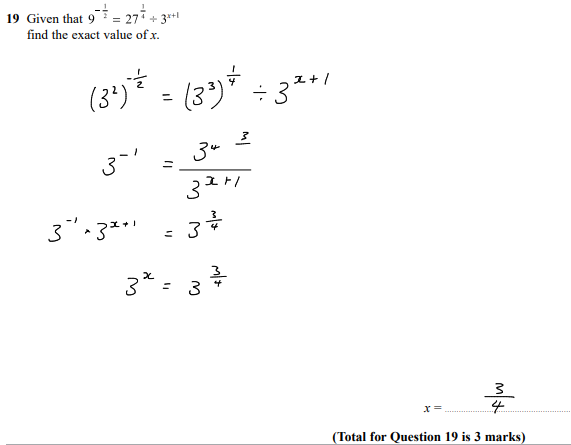 19 Given that 9^(-1/2) = 27^(1/4) ÷ 3^(x+1)
find the exact value of x.
(3²)^(-1/2) = (3³)^(1/4) ÷ 3^(x+1)
3^(-1) = 3^(4 3)/3^(x+1)
3^(-1) × 3^(x+1) = 3^(3/4)
3^x = 3^(3/4)
x = 3/4
(Total for Question 19 is 3 marks)